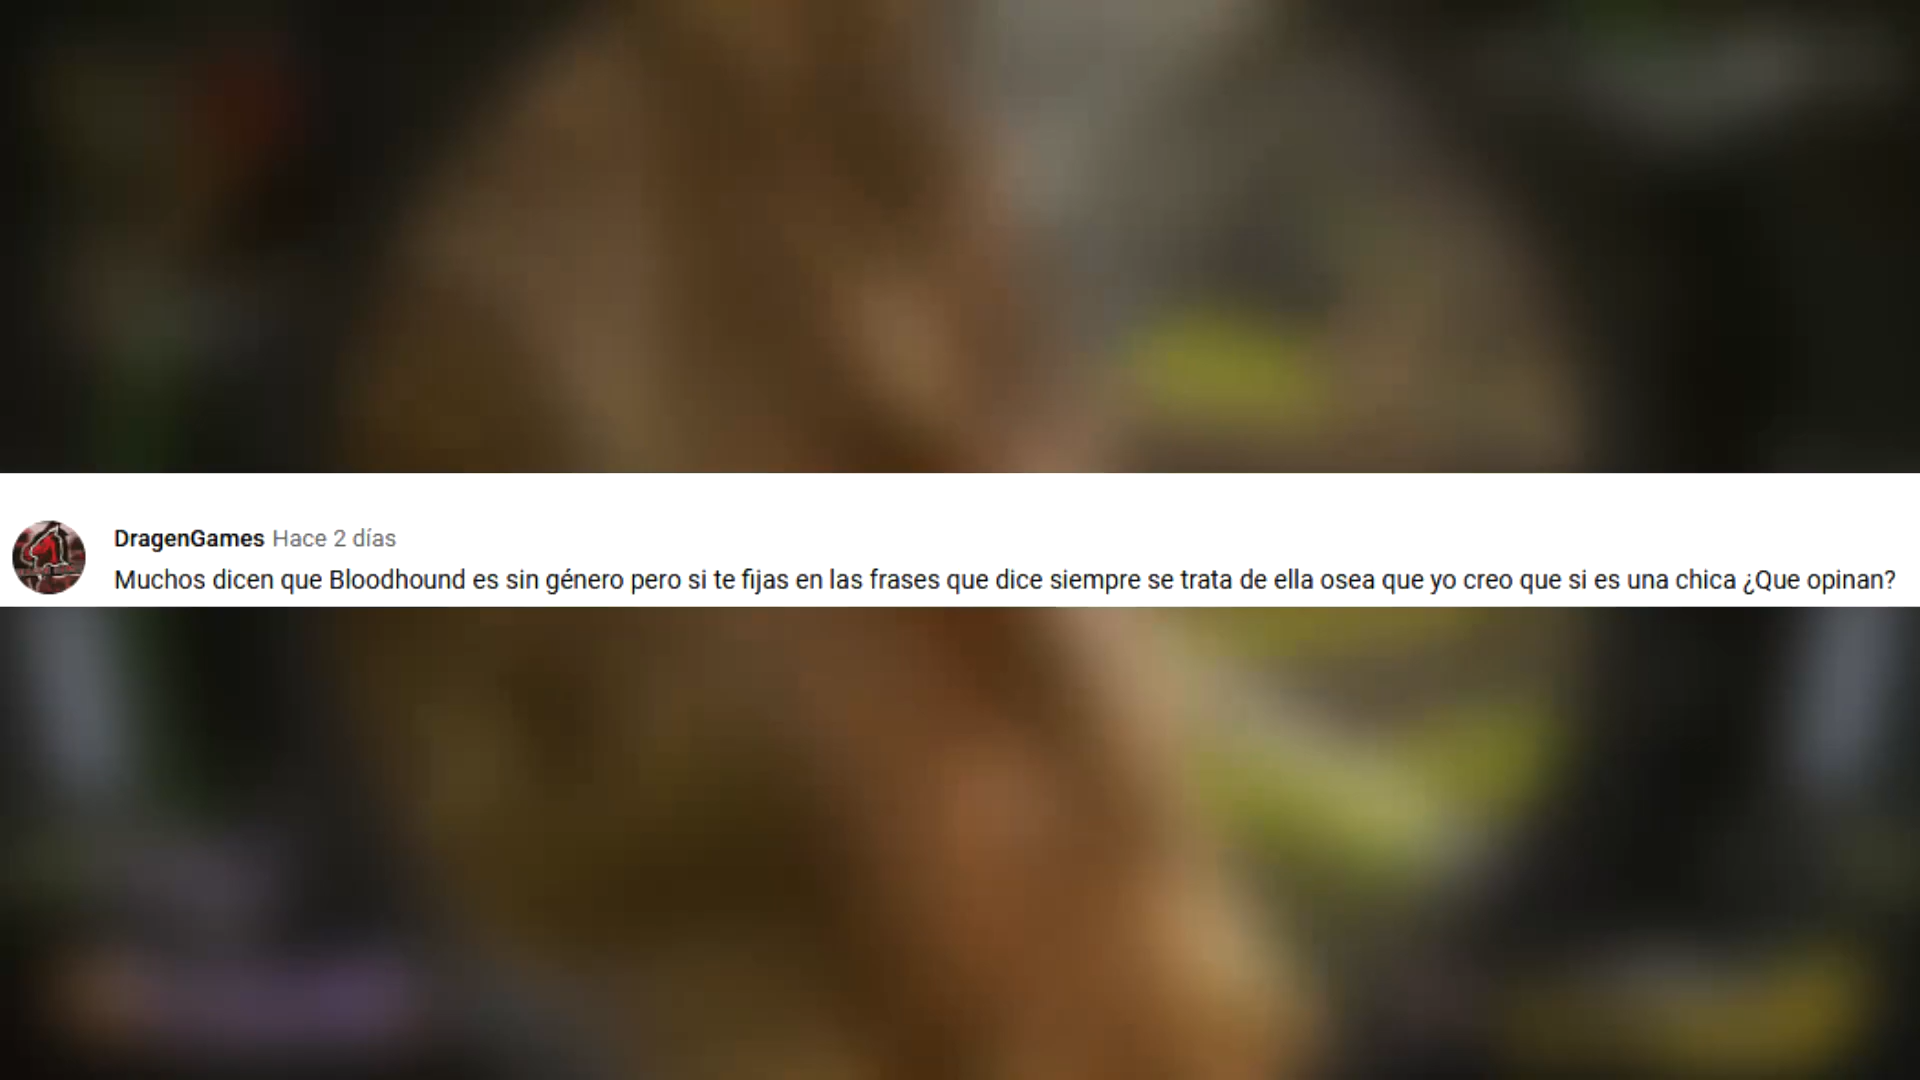 DragenGames Hace 2 días
Muchos dicen que Bloodhound es sin género pero si te fijas en las frases que dice siempre se trata de ella osea que yo creo que si es una chica ¿Que opinan?